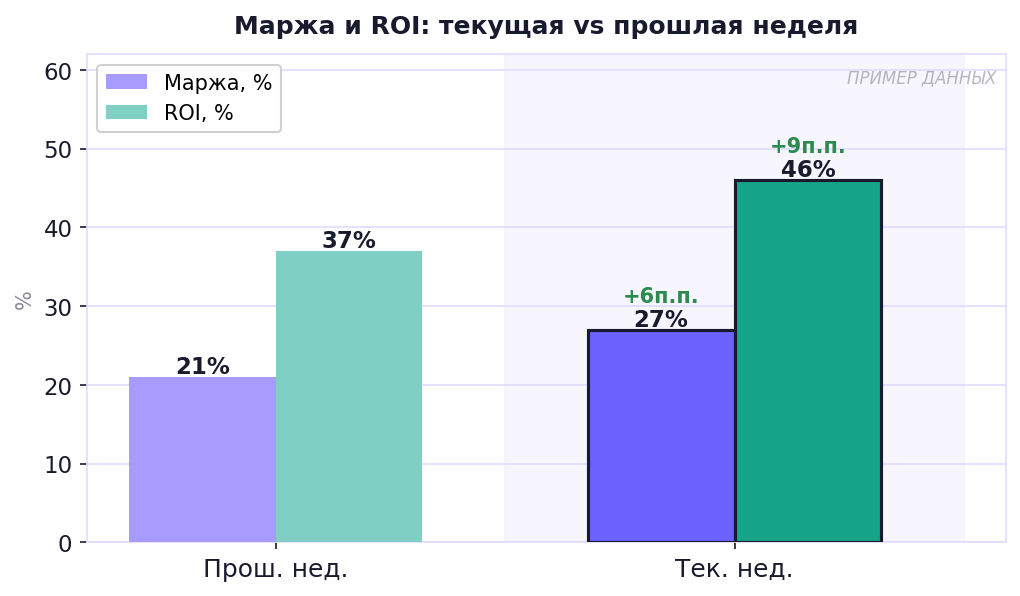 Маржа и ROI: текущая vs прошлая неделя
Маржа, %
ROI, %
ПРИМЕР ДАННЫХ
%
60
50
40
30
20
10
0
21%
37%
+6п.п.
27%
+9п.п.
46%
Прош. нед.
Тек. нед.